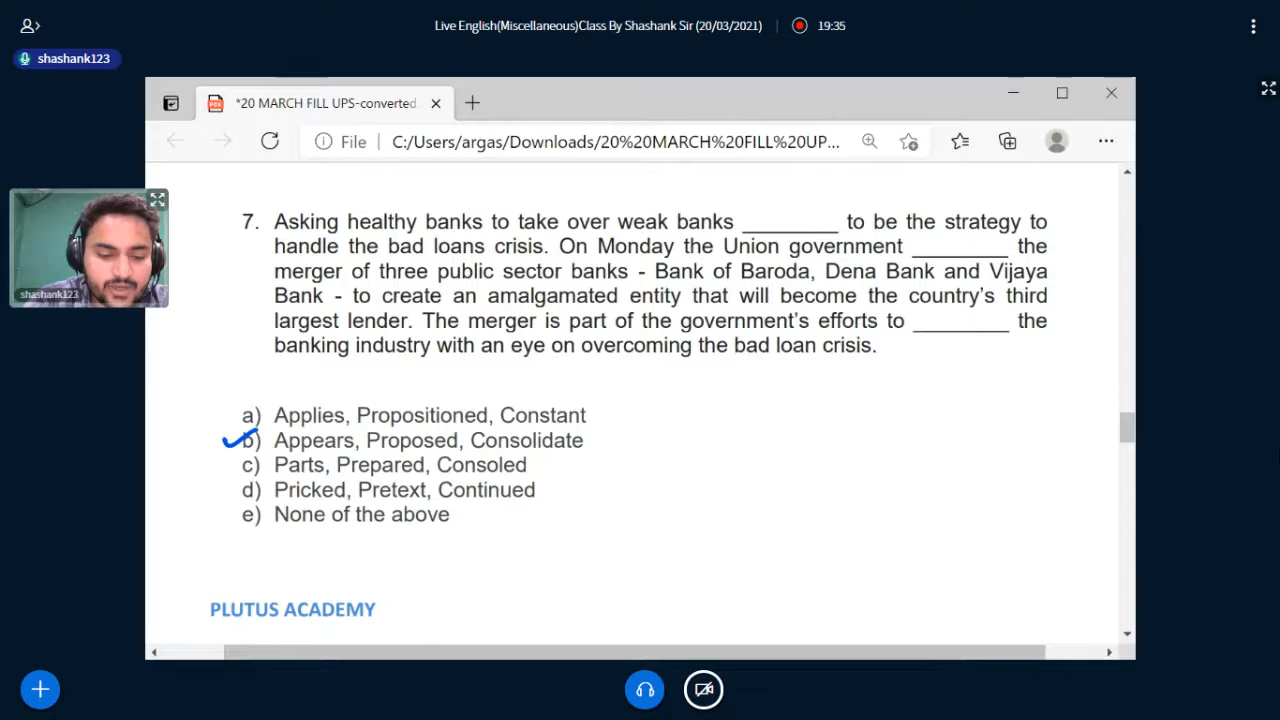 Live English(Miscellaneous)Class By Shashank Sir (20/03/2021)
19:35
shashank123
*20 MARCH FILL UPS-converted.
File
C:/Users/argas/Downloads/20%20MARCH%20FILL%20UP...
shashank123
7. Asking healthy banks to take over weak banks ________ to be the strategy to
handle the bad loans crisis. On Monday the Union government ________ the
merger of three public sector banks - Bank of Baroda, Dena Bank and Vijaya
Bank - to create an amalgamated entity that will become the country's third
largest lender. The merger is part of the government's efforts to ________ the
banking industry with an eye on overcoming the bad loan crisis.
a) Applies, Propositioned, Constant
b) Appears, Proposed, Consolidate
c) Parts, Prepared, Consoled
d) Pricked, Pretext, Continued
e) None of the above
PLUTUS ACADEMY